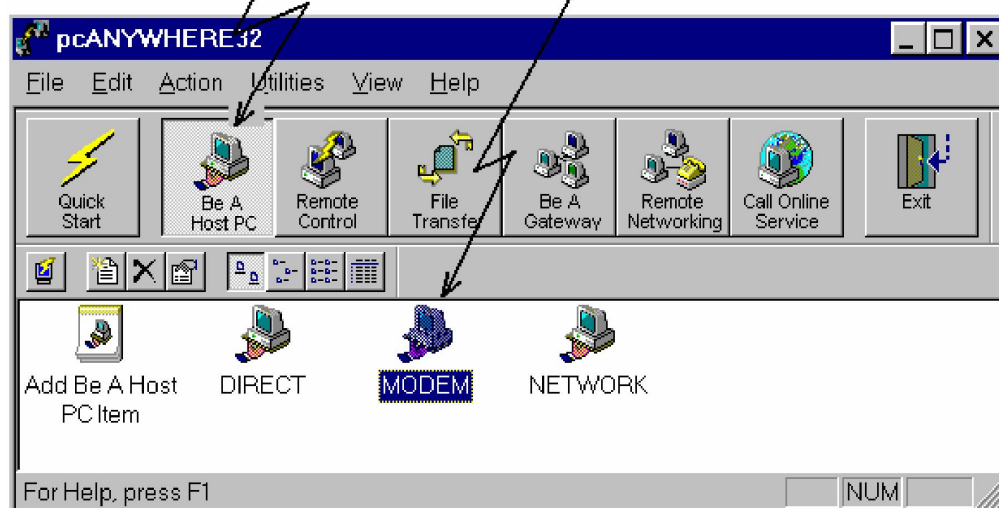 pcANYWHERE32
File Edit Action Utilities View Help
Quick Start
Be A Host PC
Remote Control
File Transfer
Be A Gateway
Remote Networking
Call Online Service
Exit
Add Be A Host PC Item
DIRECT
MODEM
NETWORK
For Help, press F1
NUM